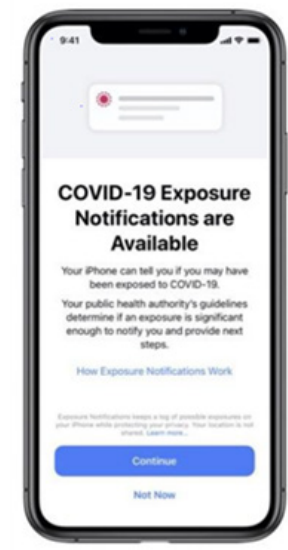 9:41
COVID-19 Exposure
Notifications are
Available
Your iPhone can tell you if you may have
been exposed to COVID-19.
Your public health authority's guidelines
determine if an exposure is significant
enough to notify you and provide next
steps.
How Exposure Notifications Work
Exposure Notifications keeps a log of possible exposures on
your iPhone while protecting your privacy. Your location is not
shared. Learn more...
Continue
Not Now